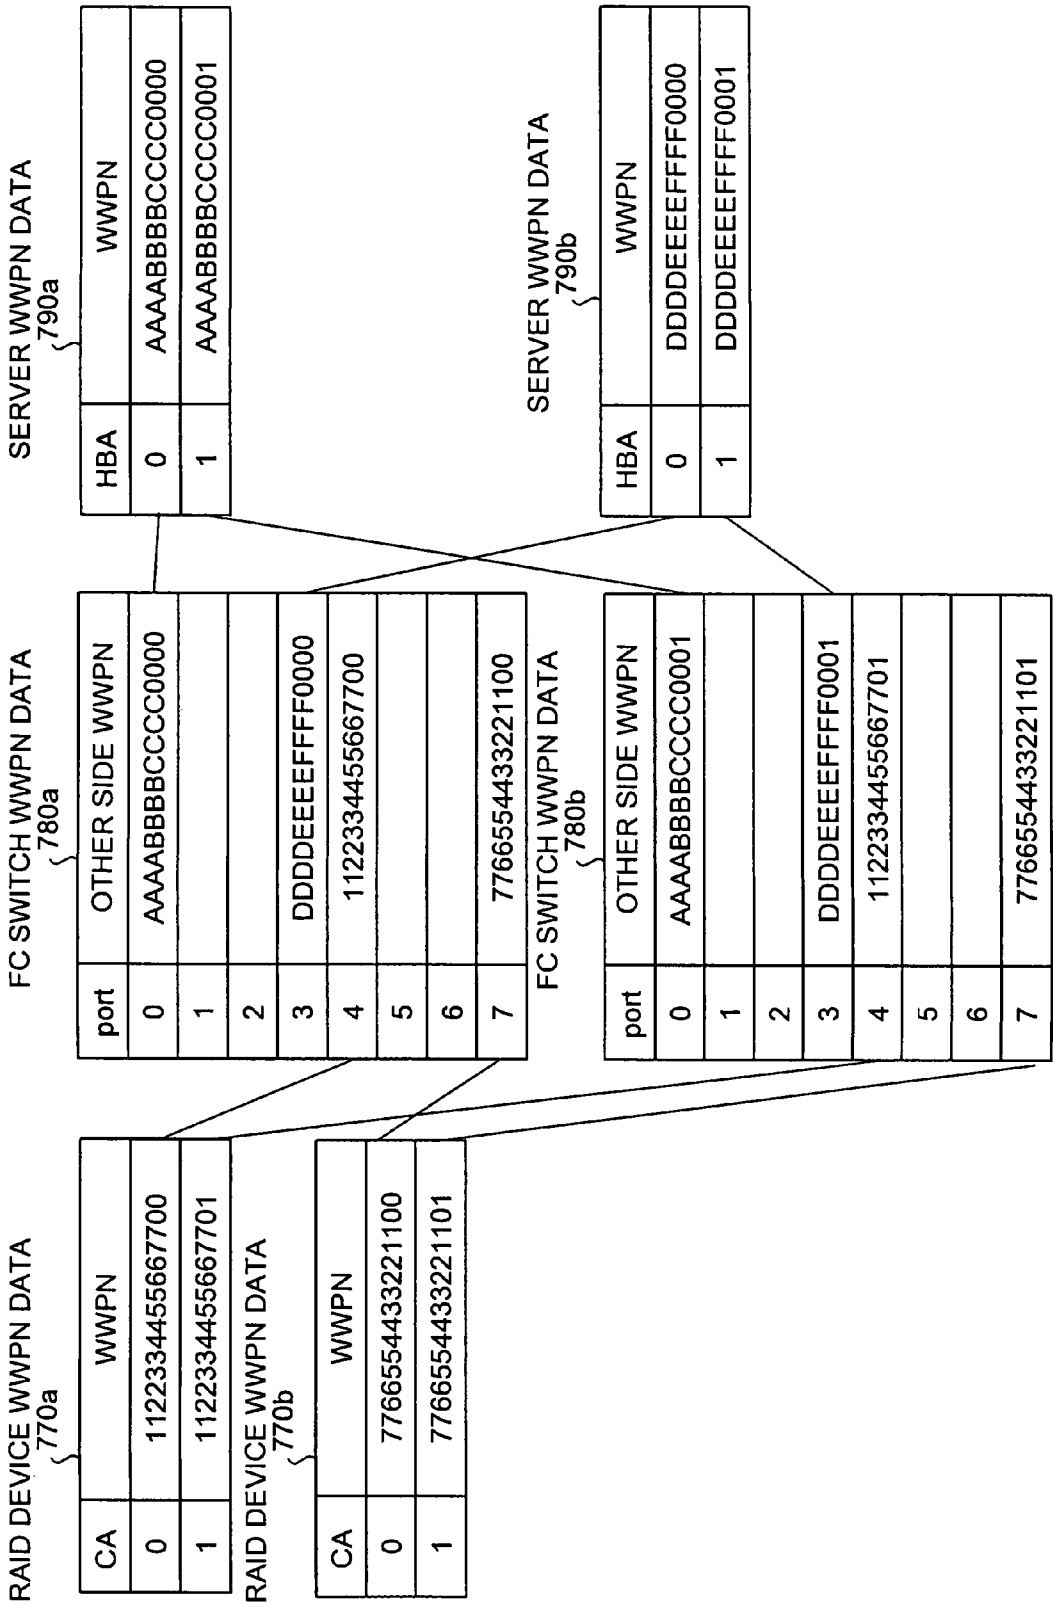 RAID DEVICE WWPN DATA
770a
CA WWPN
0 1122334455667700
1 1122334455667701
RAID DEVICE WWPN DATA
770b
CA WWPN
0 7766554433221100
1 7766554433221101
FC SWITCH WWPN DATA
780a
port OTHER SIDE WWPN
0 AAAABBBBCCCC0000
1
2
3 DDDDEEEEFFFF0000
4 1122334455667700
5
6
7 7766554433221100
FC SWITCH WWPN DATA
780b
port OTHER SIDE WWPN
0 AAAABBBBCCCC0001
1
2
3 DDDDEEEEFFFF0001
4 1122334455667701
5
6
7 7766554433221101
SERVER WWPN DATA
790a
HBA WWPN
0 AAAABBBBCCCC0000
1 AAAABBBBCCCC0001
SERVER WWPN DATA
790b
HBA WWPN
0 DDDDEEEEFFFF0000
1 DDDDEEEEFFFF0001